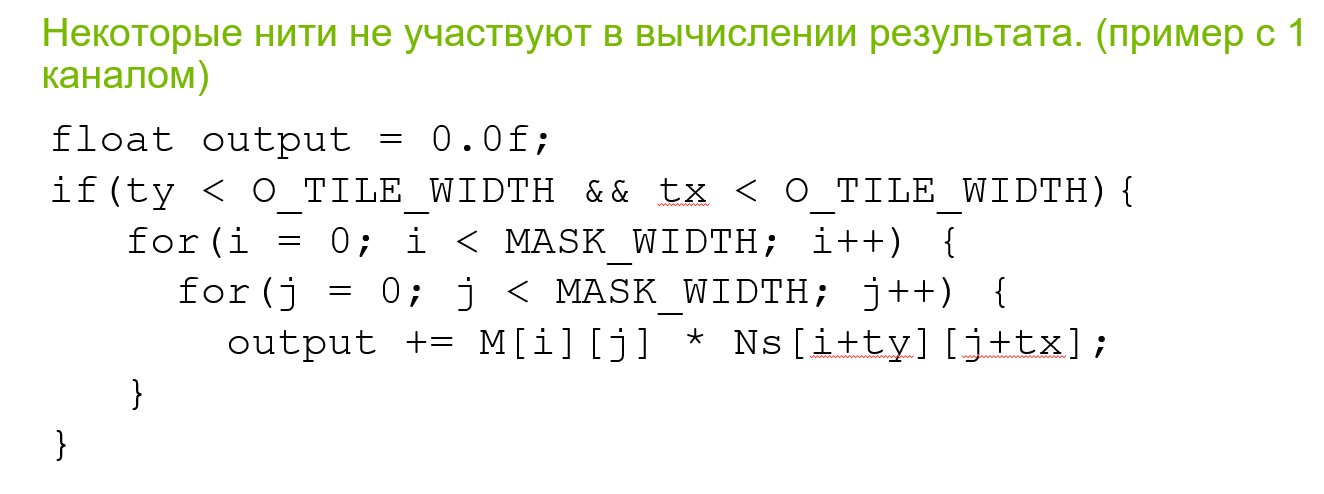 Некоторые нити не участвуют в вычислении результата. (пример с 1
каналом)
float output = 0.0f;
if(ty < O_TILE_WIDTH && tx < O_TILE_WIDTH){
   for(i = 0; i < MASK_WIDTH; i++) {
     for(j = 0; j < MASK_WIDTH; j++) {
       output += M[i][j] * Ns[i+ty][j+tx];
   }
}